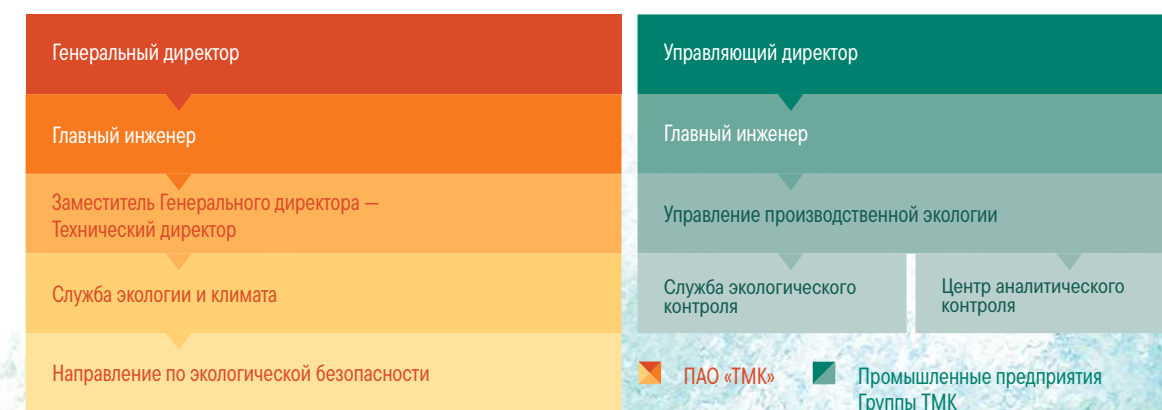 Генеральный директор
Главный инженер
Заместитель Генерального директора —
Технический директор
Служба экологии и климата
Направление по экологической безопасности
Управляющий директор
Главный инженер
Управление производственной экологии
Служба экологического
контроля
Центр аналитического
контроля
ПАО «ТМК»
Промышленные предприятия
Группы ТМК